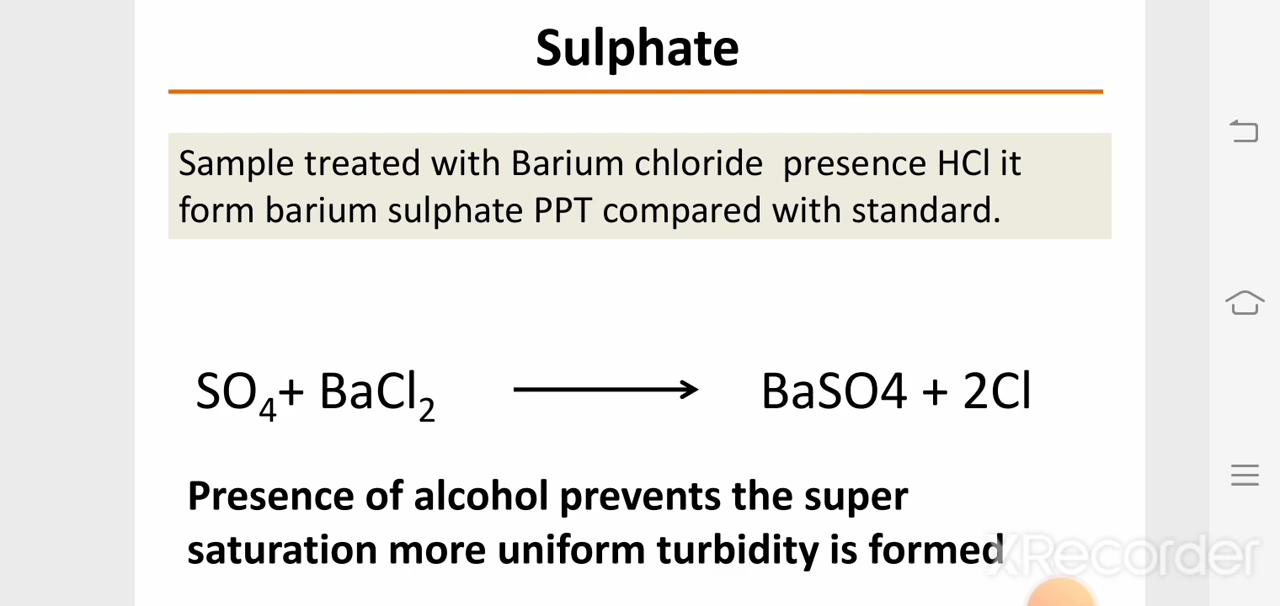 Sulphate
Sample treated with Barium chloride  presence HCl it
form barium sulphate PPT compared with standard.
SO₄+ BaCl₂ ⟶ BaSO4 + 2Cl
Presence of alcohol prevents the super
saturation more uniform turbidity is formed
XRecorder